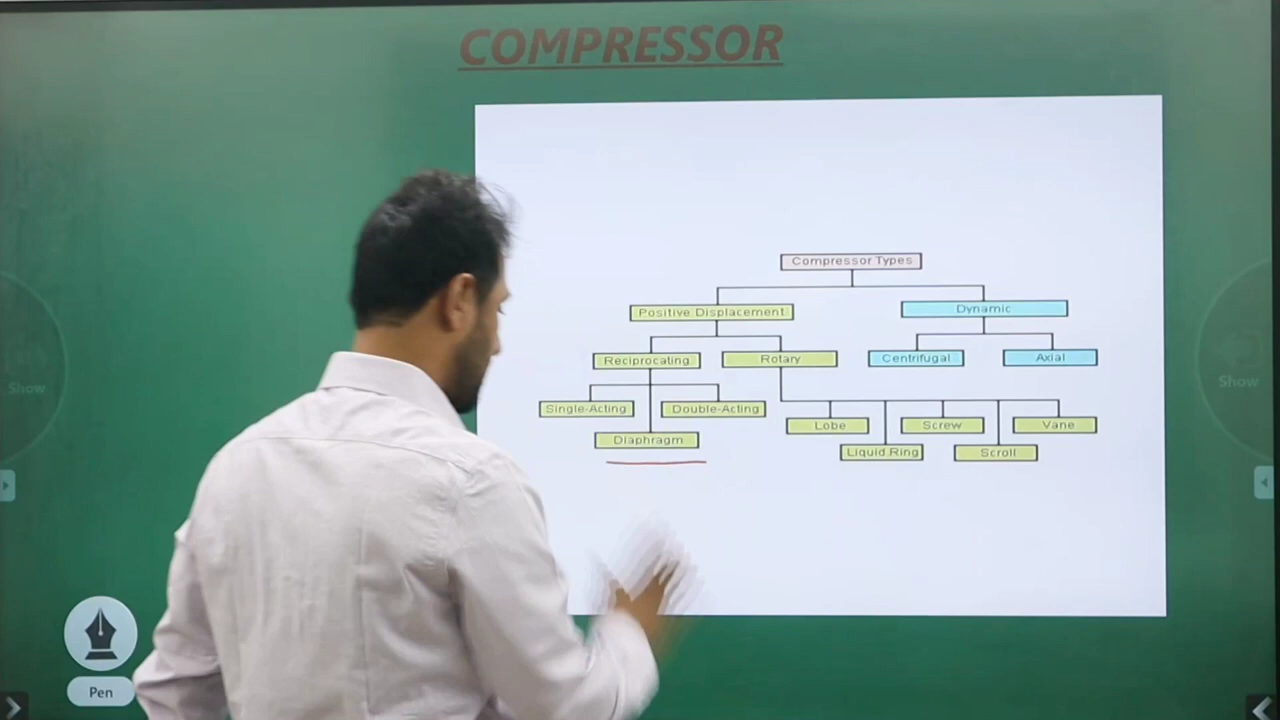 COMPRESSOR
Compressor Types
Positive Displacement
Dynamic
Reciprocating
Rotary
Centrifugal
Axial
Single-Acting
Double-Acting
Diaphragm
Lobe
Screw
Vane
Liquid Ring
Scroll
Show
Show
Pen